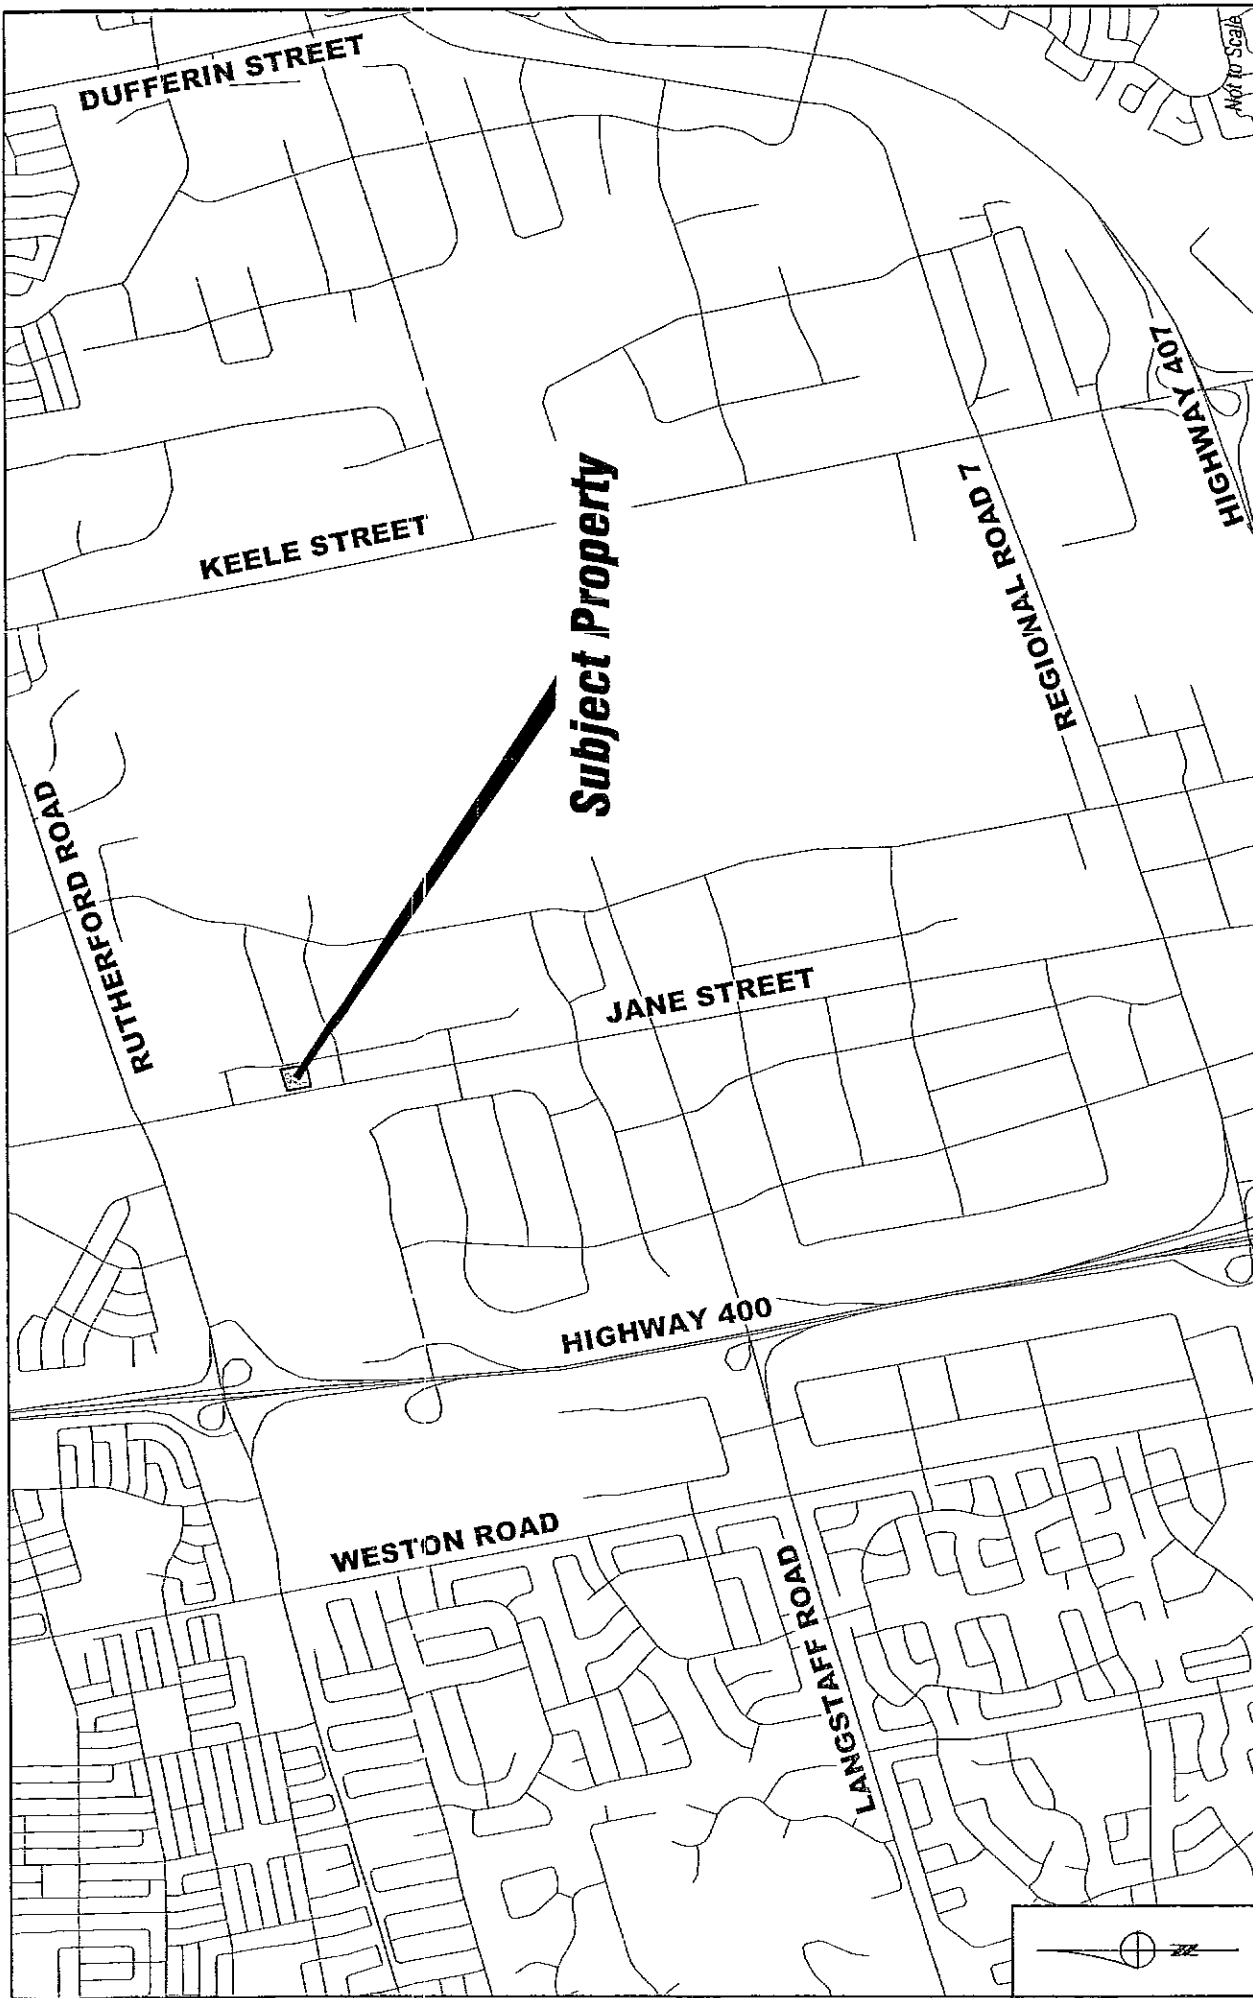 DUFFERIN STREET
Not to Scale
KEELE STREET
HIGHWAY 407
Subject Property
REGIONAL ROAD 7
RUTHERFORD ROAD
JANE STREET
HIGHWAY 400
WESTON ROAD
LANGSTAFF ROAD
N